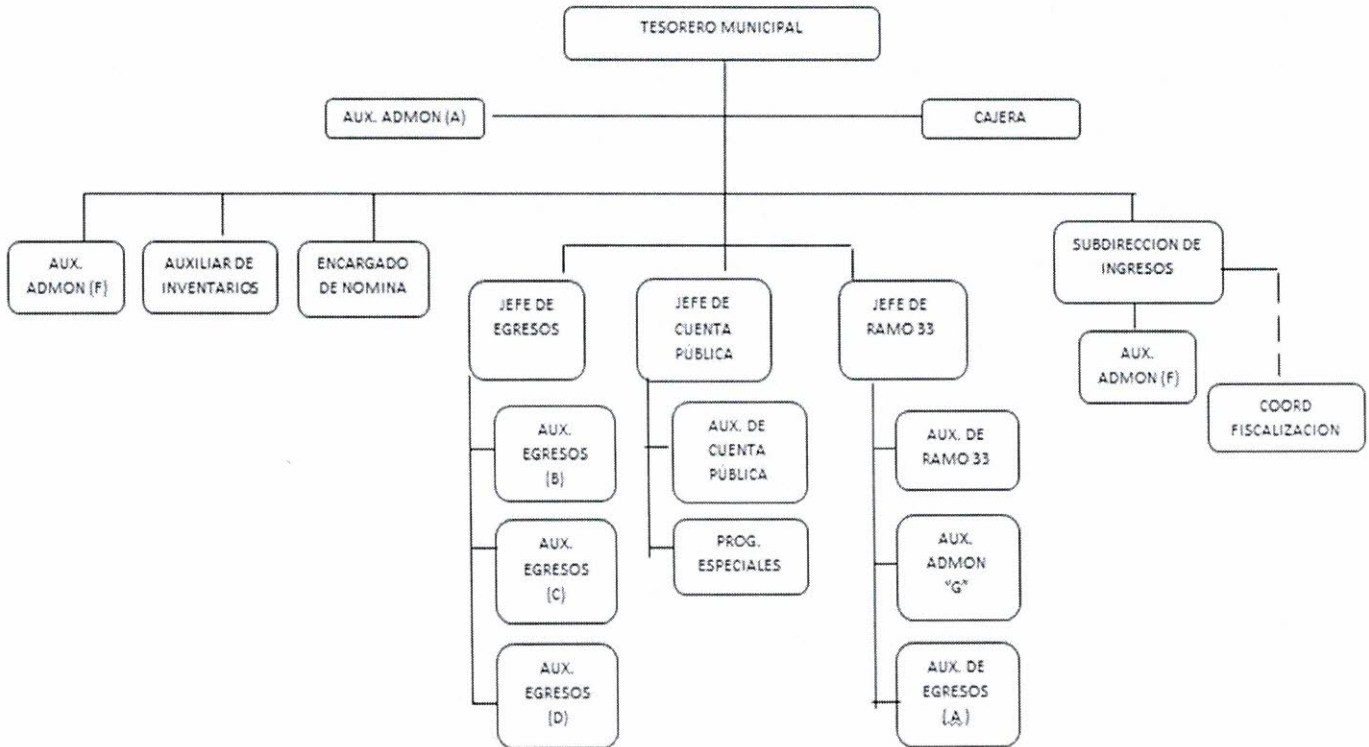 TESORERO MUNICIPAL
AUX. ADMON (A)
CAJERA
AUX.
ADMON (F)
AUXILIAR DE
INVENTARIOS
ENCARGADO
DE NOMINA
SUBDIRECCION DE
INGRESOS
JEFE DE
EGRESOS
JEFE DE
CUENTA
PÚBLICA
JEFE DE
RAMO 33
AUX.
ADMON (F)
COORD
FISCALIZACION
AUX.
EGRESOS
(B)
AUX. DE
CUENTA
PÚBLICA
AUX. DE
RAMO 33
AUX.
EGRESOS
(C)
PROG.
ESPECIALES
AUX.
ADMON
"G"
AUX.
EGRESOS
(D)
AUX. DE
EGRESOS
(A)